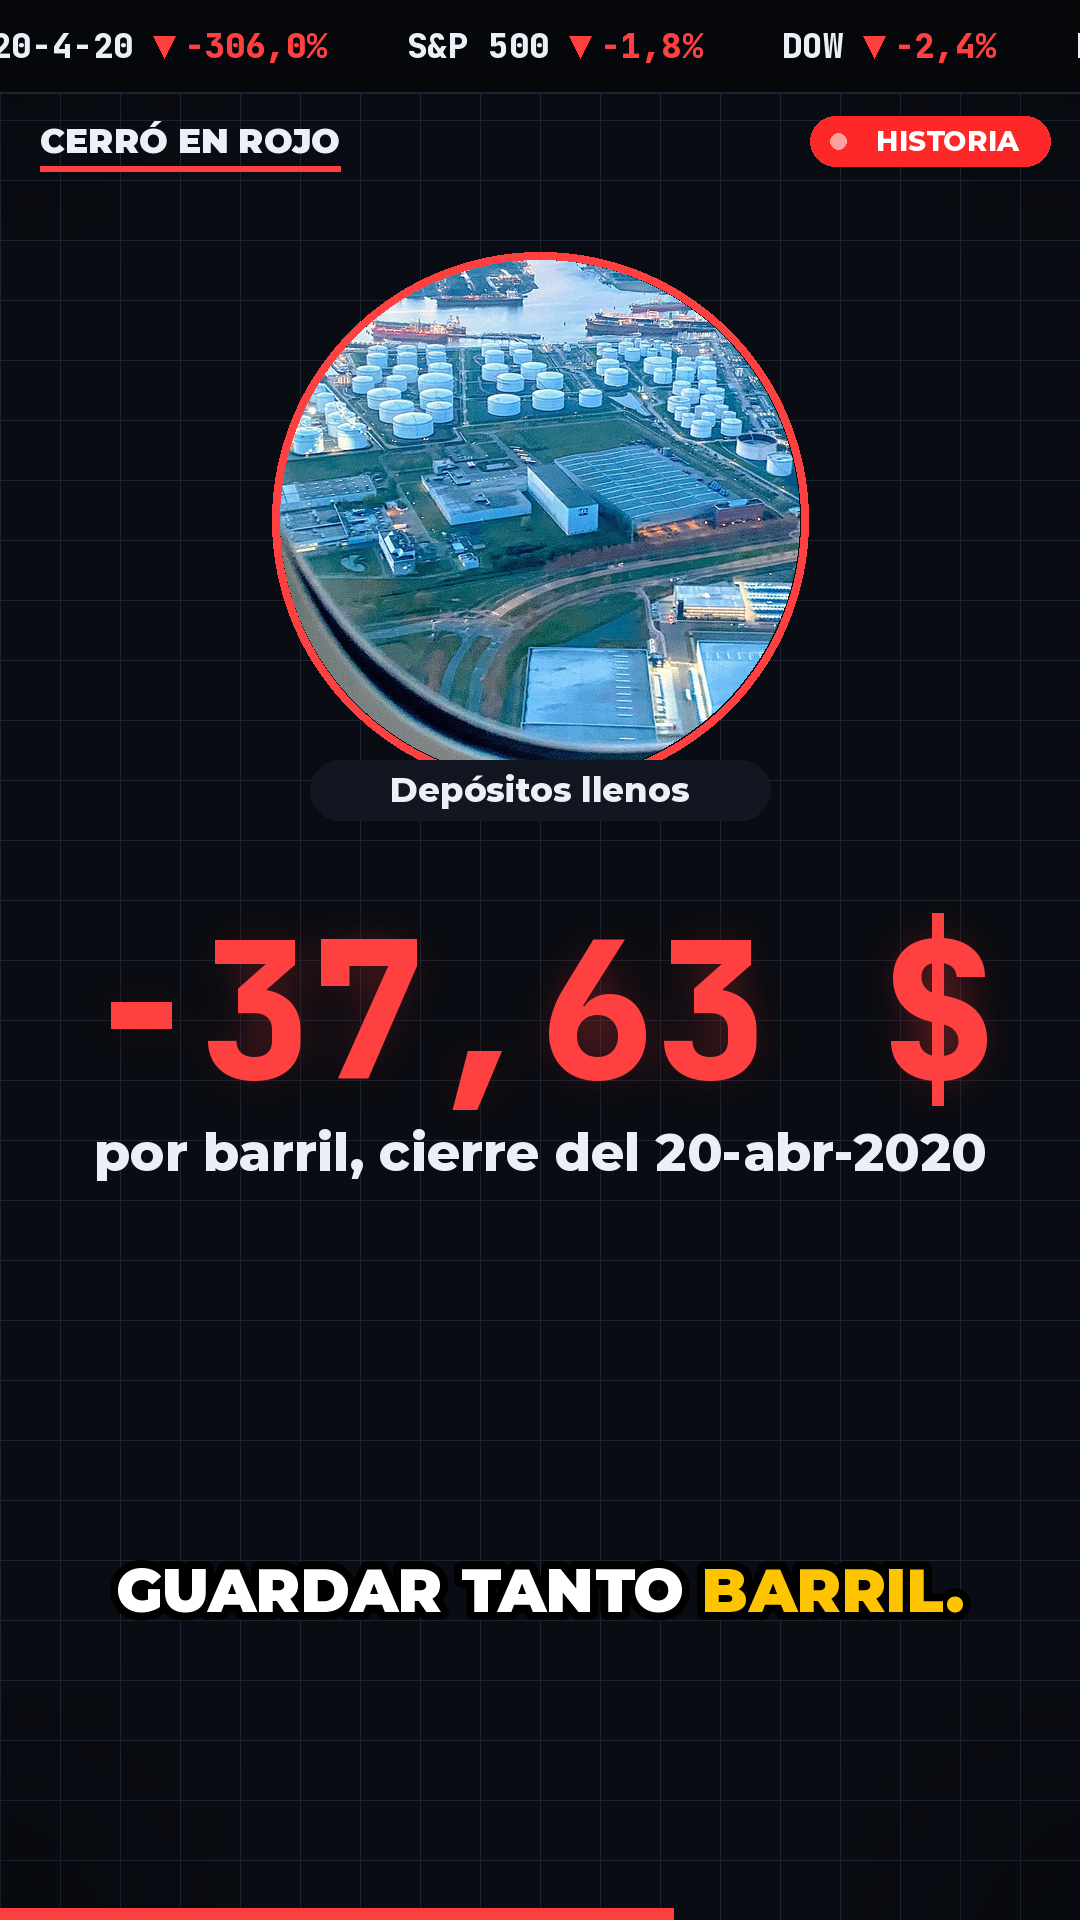 20-4-20 ▼ -306,0% S&P 500 ▼ -1,8% DOW ▼ -2,4%
CERRÓ EN ROJO
HISTORIA
Depósitos llenos
-37,63 $
por barril, cierre del 20-abr-2020
GUARDAR TANTO BARRIL.